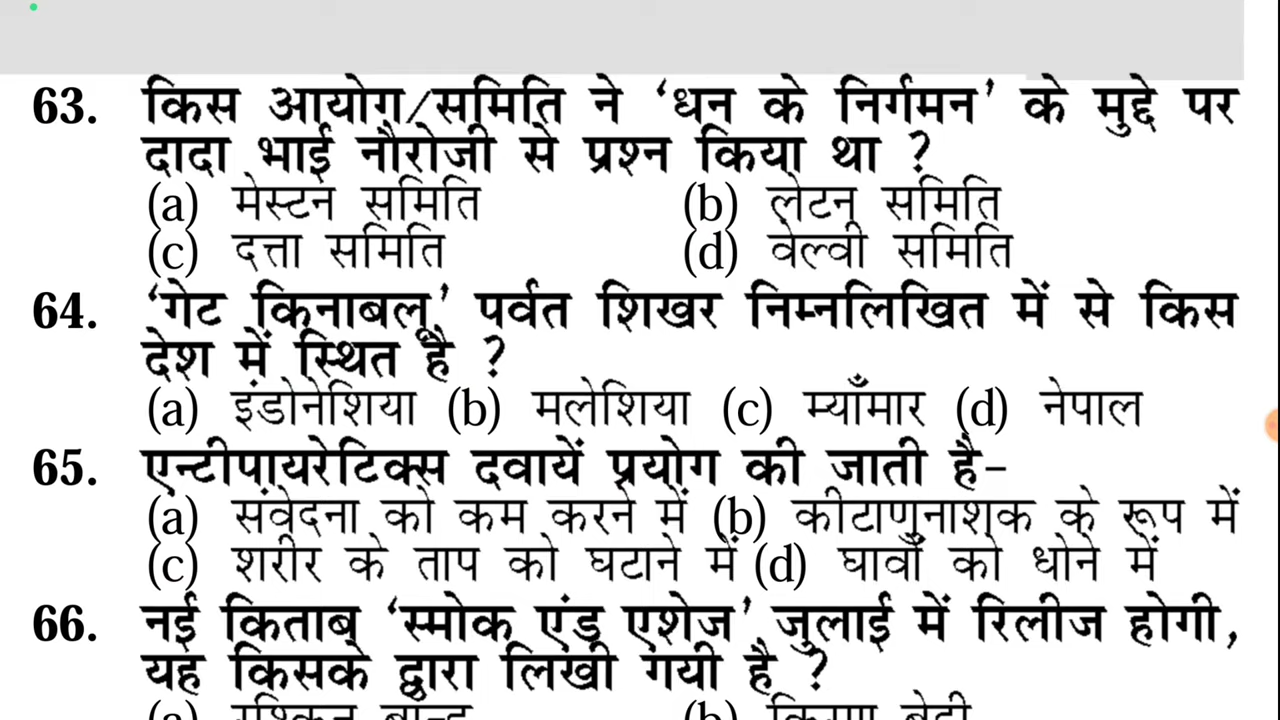 63. किस आयोग/समिति ने ‘धन के निर्गमन’ के मुद्दे पर
दादा भाई नौरोजी से प्रश्न किया था ?
(a) मेस्टन समिति (b) लेटन समिति
(c) दत्ता समिति (d) वेल्वी समिति
64. ‘गेट किनाबलू’ पर्वत शिखर निम्नलिखित में से किस
देश में स्थित है ?
(a) इंडोनेशिया (b) मलेशिया (c) म्याँमार (d) नेपाल
65. एन्टीपायरेटिक्स दवायें प्रयोग की जाती है–
(a) संवेदना को कम करने में (b) कीटाणुनाशक के रूप में
(c) शरीर के ताप को घटाने में (d) घावों को धोने में
66. नई किताब ‘स्मोक एंड एशेज’ जुलाई में रिलीज होगी,
यह किसके द्वारा लिखी गयी है ?
(a) रश्किन बान्ड (b) किरण बेदी